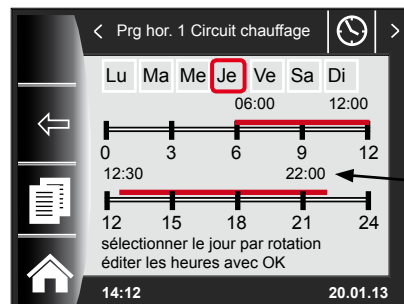 < Prg hor. 1 Circuit chauffage >
Lu Ma Me Je Ve Sa Di
06:00 12:00
0 3 6 9 12
12:30 22:00
12 15 18 21 24
sélectionner le jour par rotation
éditer les heures avec OK
14:12 20.01.13